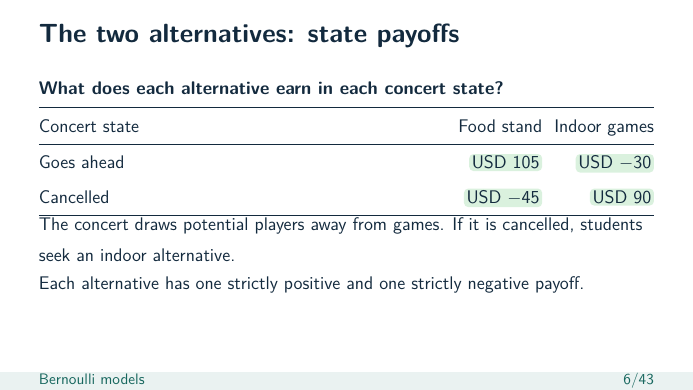 The two alternatives: state payoffs
What does each alternative earn in each concert state?
Concert state Food stand Indoor games
Goes ahead USD 105 USD −30
Cancelled USD −45 USD 90
The concert draws potential players away from games. If it is cancelled, students
seek an indoor alternative.
Each alternative has one strictly positive and one strictly negative payoff.
Bernoulli models 6/43